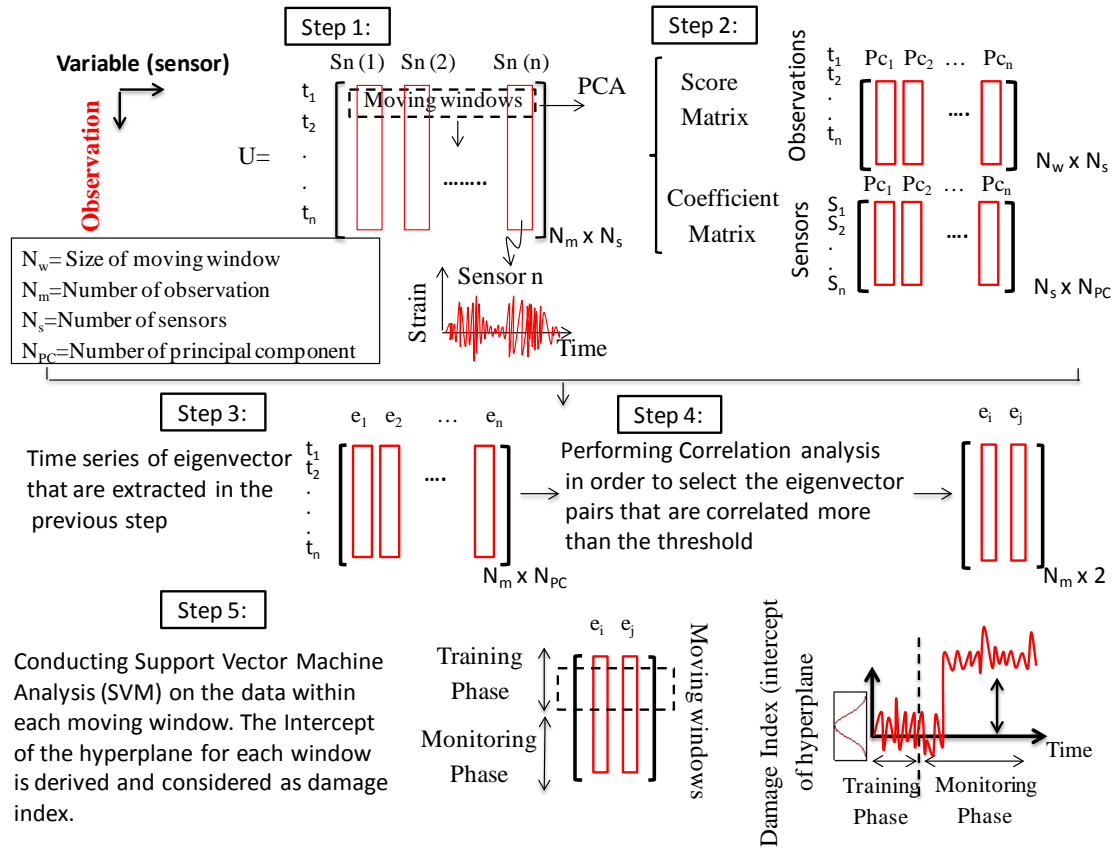 Step 1:
Step 2:
Variable (sensor)
Observation
Sn (1) Sn (2) Sn (n)
t1
t2
.
.
tn
U=
Moving windows
........
Nm x Ns
PCA
Sensor n
Strain
Time
Score
Matrix
Coefficient
Matrix
Observations
Pc1 Pc2 ... Pcn
t1
t2
.
.
tn
....
Nw x Ns
Sensors
Pc1 Pc2 ... Pcn
S1
S2
.
.
Sn
....
Ns x NPC
Nw= Size of moving window
Nm=Number of observation
Ns=Number of sensors
NPC=Number of principal component
Step 3:
Time series of eigenvector
that are extracted in the
previous step
e1 e2 ... en
t1
t2
.
.
.
tn
....
Nm x NPC
Step 4:
Performing Correlation analysis
in order to select the eigenvector
pairs that are correlated more
than the threshold
ei ej
Nm x 2
Step 5:
Conducting Support Vector Machine
Analysis (SVM) on the data within
each moving window. The Intercept
of the hyperplane for each window
is derived and considered as damage
index.
Training
Phase
Monitoring
Phase
ei ej
Moving windows
Damage Index (intercept
of hyperplane
Time
Training
Phase
Monitoring
Phase